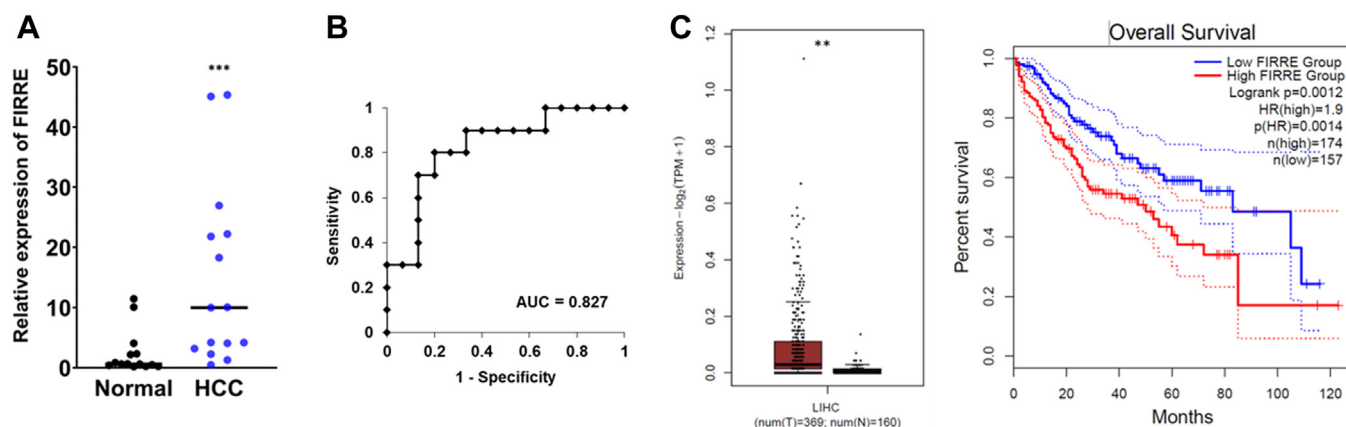 A
Relative expression of FIRRE
50
40
30
20
10
0
***
Normal HCC
B
Sensitivity
1
0.8
0.6
0.4
0.2
0
AUC = 0.827
0 0.2 0.4 0.6 0.8 1
1 - Specificity
C
Expression − log2(TPM + 1)
1.2
1.0
0.8
0.6
0.4
0.2
0.0
**
LIHC
(num(T)=369; num(N)=160)
Overall Survival
Percent survival
1.0
0.8
0.6
0.4
0.2
0.0
Low FIRRE Group
High FIRRE Group
Logrank p=0.0012
HR(high)=1.9
p(HR)=0.0014
n(high)=174
n(low)=157
0 20 40 60 80 100 120
Months